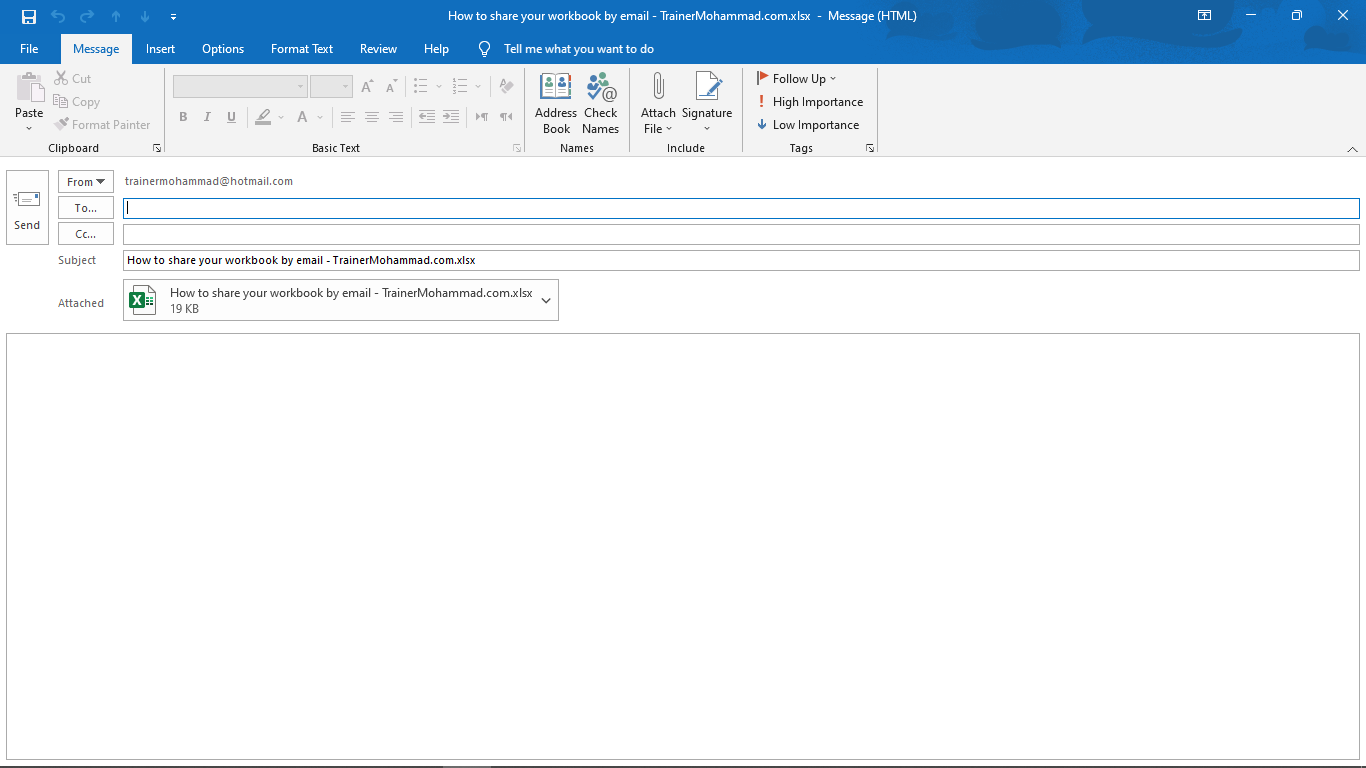 How to share your workbook by email - TrainerMohammad.com.xlsx - Message (HTML)
File Message Insert Options Format Text Review Help Tell me what you want to do
Paste
Cut
Copy
Format Painter
Clipboard
B I U A
Basic Text
Address Book
Check Names
Names
Attach File
Signature
Include
Follow Up
High Importance
Low Importance
Tags
Send
From trainermohammad@hotmail.com
To...
Cc...
Subject How to share your workbook by email - TrainerMohammad.com.xlsx
Attached How to share your workbook by email - TrainerMohammad.com.xlsx
19 KB